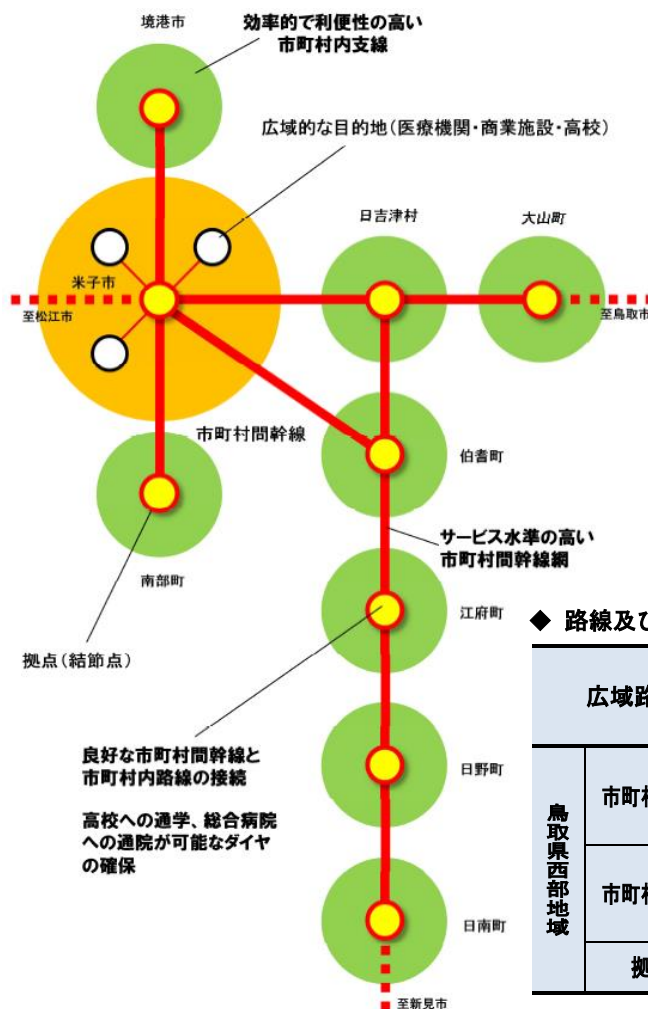 境港市
効率的で利便性の高い
市町村内支線
広域的な目的地(医療機関・商業施設・高校)
日吉津村
大山町
米子市
至松江市
至鳥取市
市町村間幹線
伯耆町
サービス水準の高い
市町村間幹線網
南部町
江府町
拠点(結節点)
良好な市町村間幹線と
市町村内路線の接続
高校への通学、総合病院
への通院が可能なダイヤ
の確保
日野町
日南町
至新見市
◆ 路線及び
広域路
鳥取県西部地域
市町村
市町村
拠